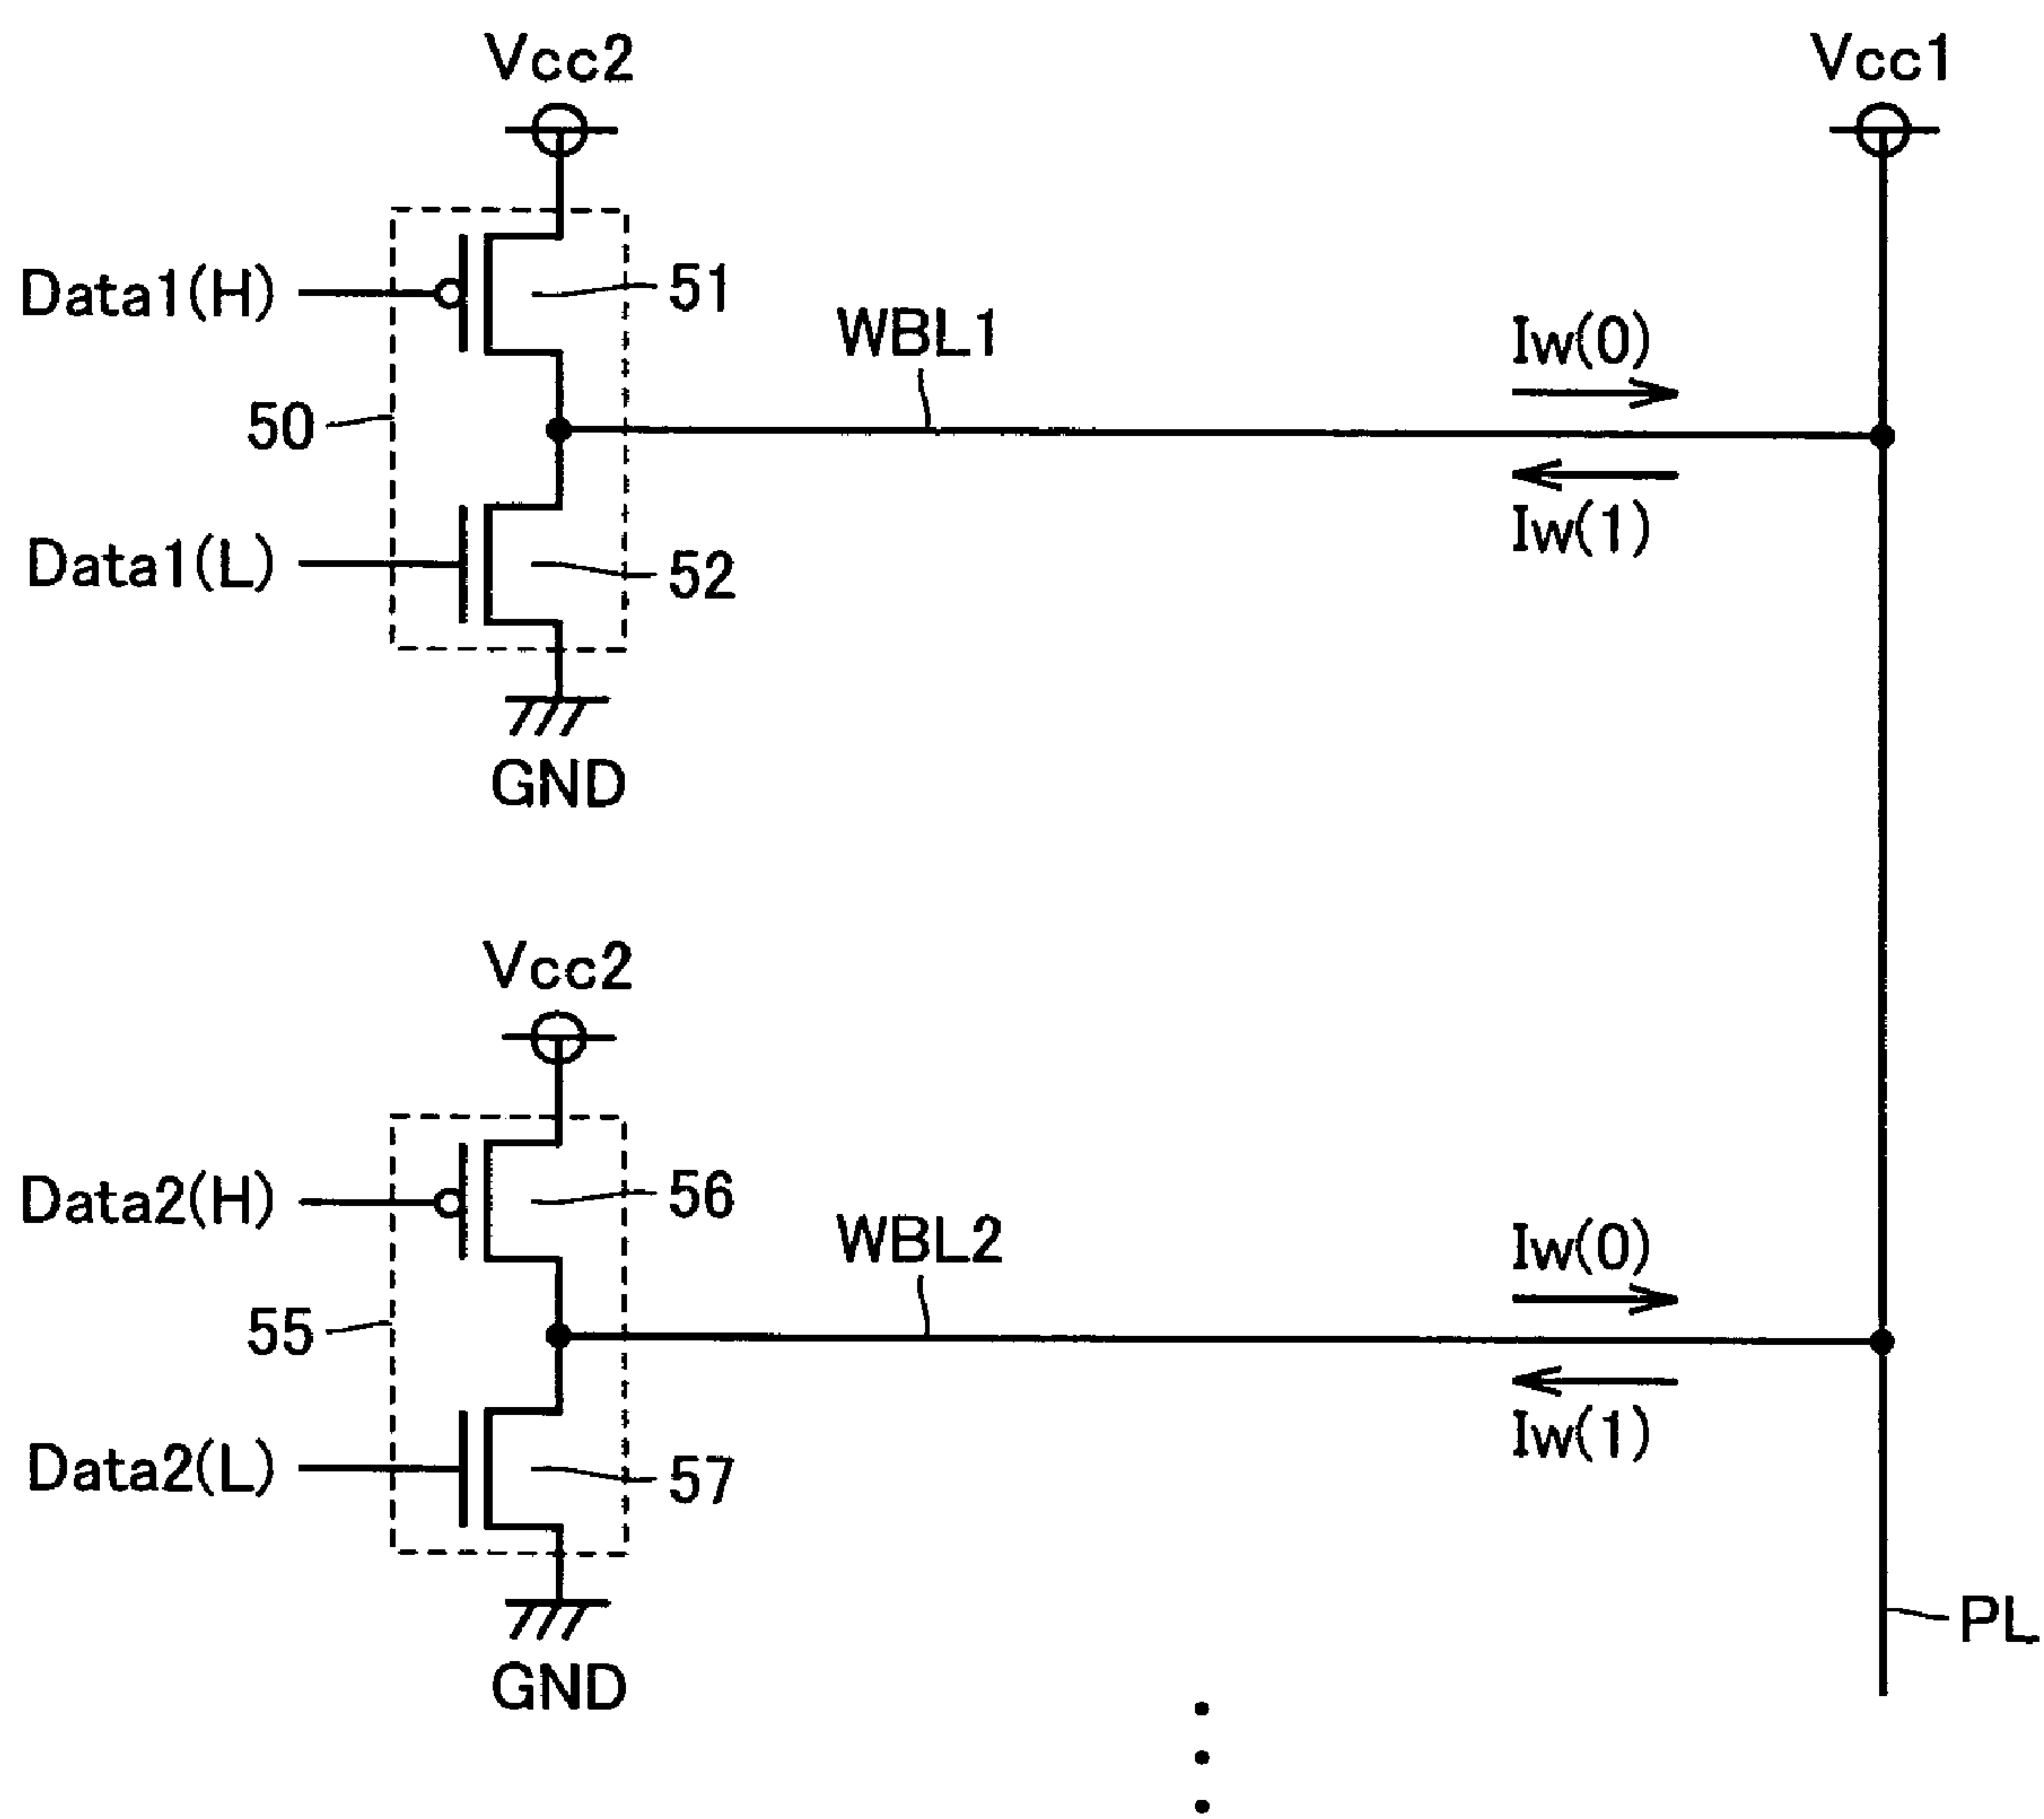 Vcc2
Vcc1
Data1(H)
51
WBL1
Iw(0)
50
Iw(1)
Data1(L)
52
GND
Vcc2
Data2(H)
56
WBL2
Iw(0)
55
Iw(1)
Data2(L)
57
PL
GND